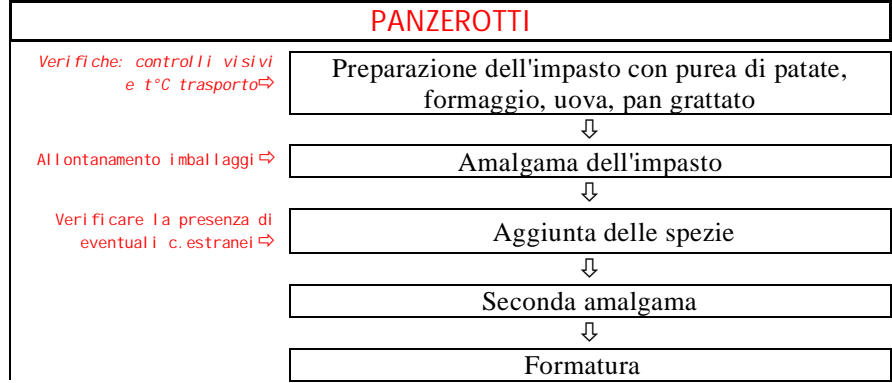 PANZEROTTI
Verifiche: controlli visivi
e t°C trasporto⇨
Preparazione dell'impasto con purea di patate,
formaggio, uova, pan grattato
⇩
Allontanamento imballaggi⇨
Amalgama dell'impasto
⇩
Verificare la presenza di
eventuali c.estranei⇨
Aggiunta delle spezie
⇩
Seconda amalgama
⇩
Formatura